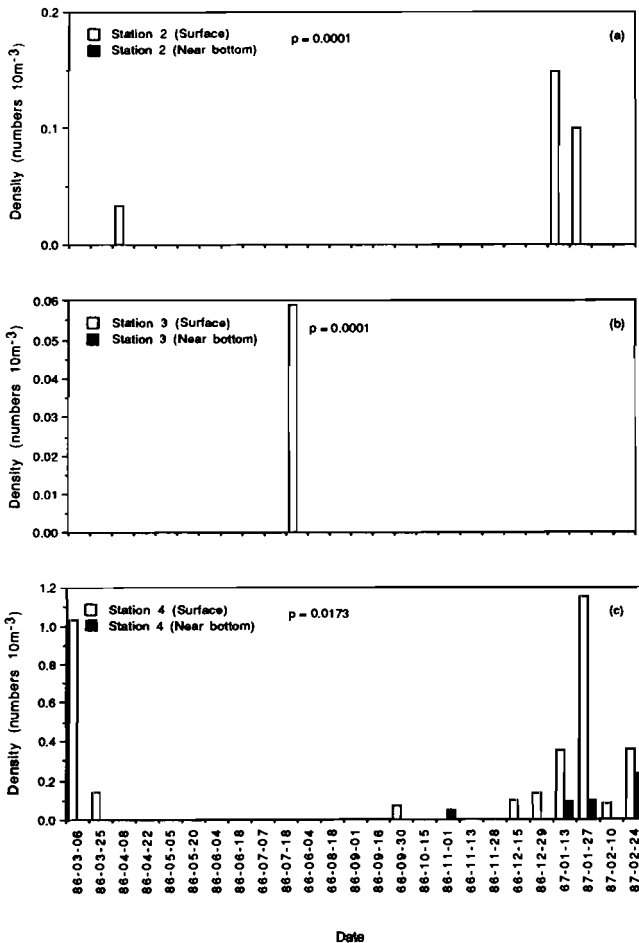 0.2
0.1
0.0
Density (numbers 10m-3)
Station 2 (Surface)
Station 2 (Near bottom)
p = 0.0001
(a)
0.06
0.05
0.04
0.03
0.02
0.01
0.00
Density (numbers 10m-3)
Station 3 (Surface)
Station 3 (Near bottom)
p = 0.0001
(b)
1.2
1.0
0.8
0.6
0.4
0.2
0.0
Density (numbers 10m-3)
Station 4 (Surface)
Station 4 (Near bottom)
p = 0.0173
(c)
86-03-06
86-03-25
86-04-08
86-04-22
86-05-05
86-05-20
86-06-04
86-06-18
86-07-07
86-07-18
86-08-04
86-08-19
86-09-01
86-09-16
86-09-30
86-10-15
86-11-01
86-11-13
86-11-28
86-12-15
86-12-29
87-01-13
87-01-27
87-02-10
87-02-24
Date